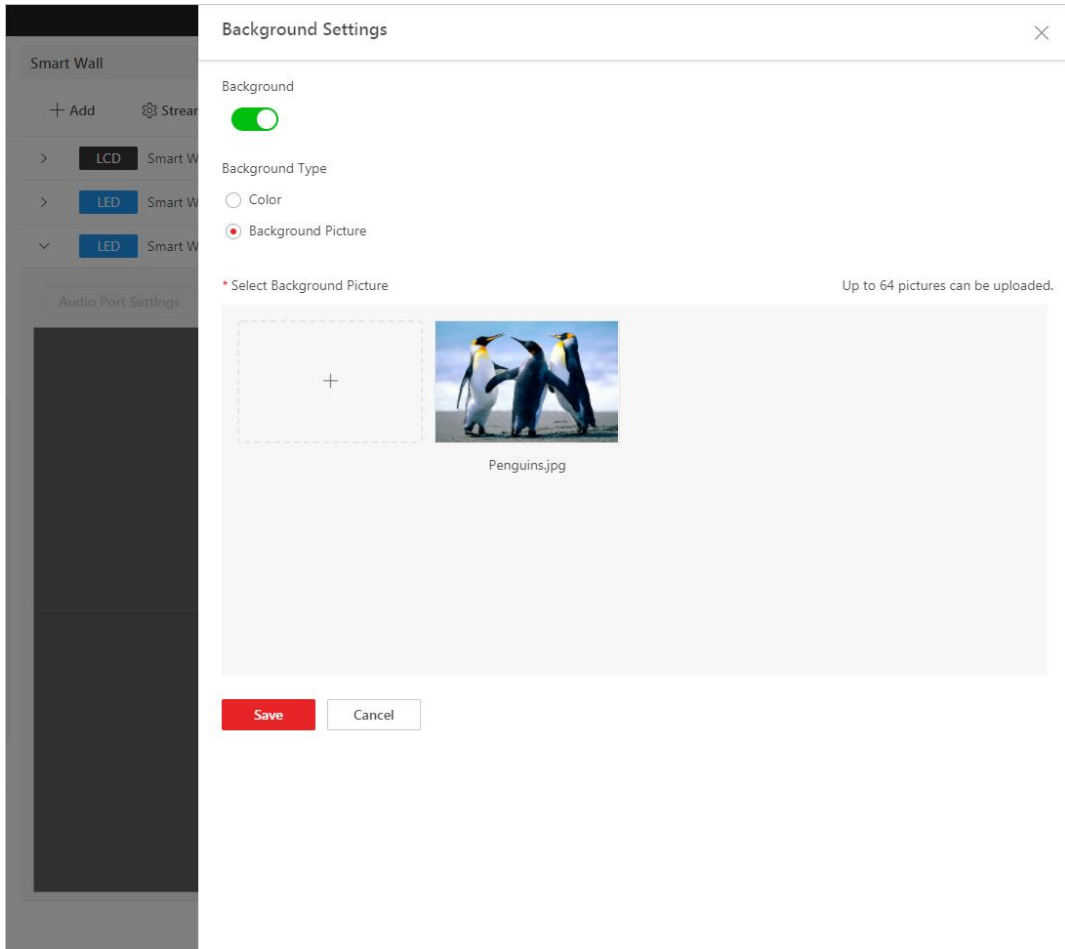 Background Settings
Smart Wall
Background
+ Add
Strear
LCD Smart W
Background Type
LED Smart W
Color
LED Smart W
Background Picture
* Select Background Picture Up to 64 pictures can be uploaded.
Audio Port Settings
+
Penguins.jpg
Save Cancel